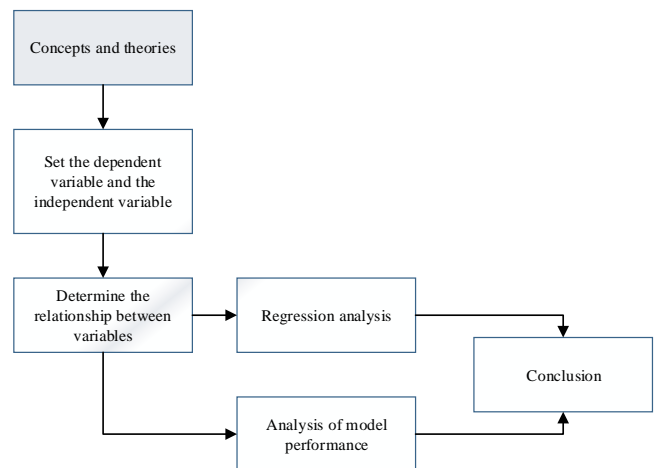 Concepts and theories
Set the dependent
variable and the
independent variable
Determine the
relationship between
variables
Regression analysis
Conclusion
Analysis of model
performance